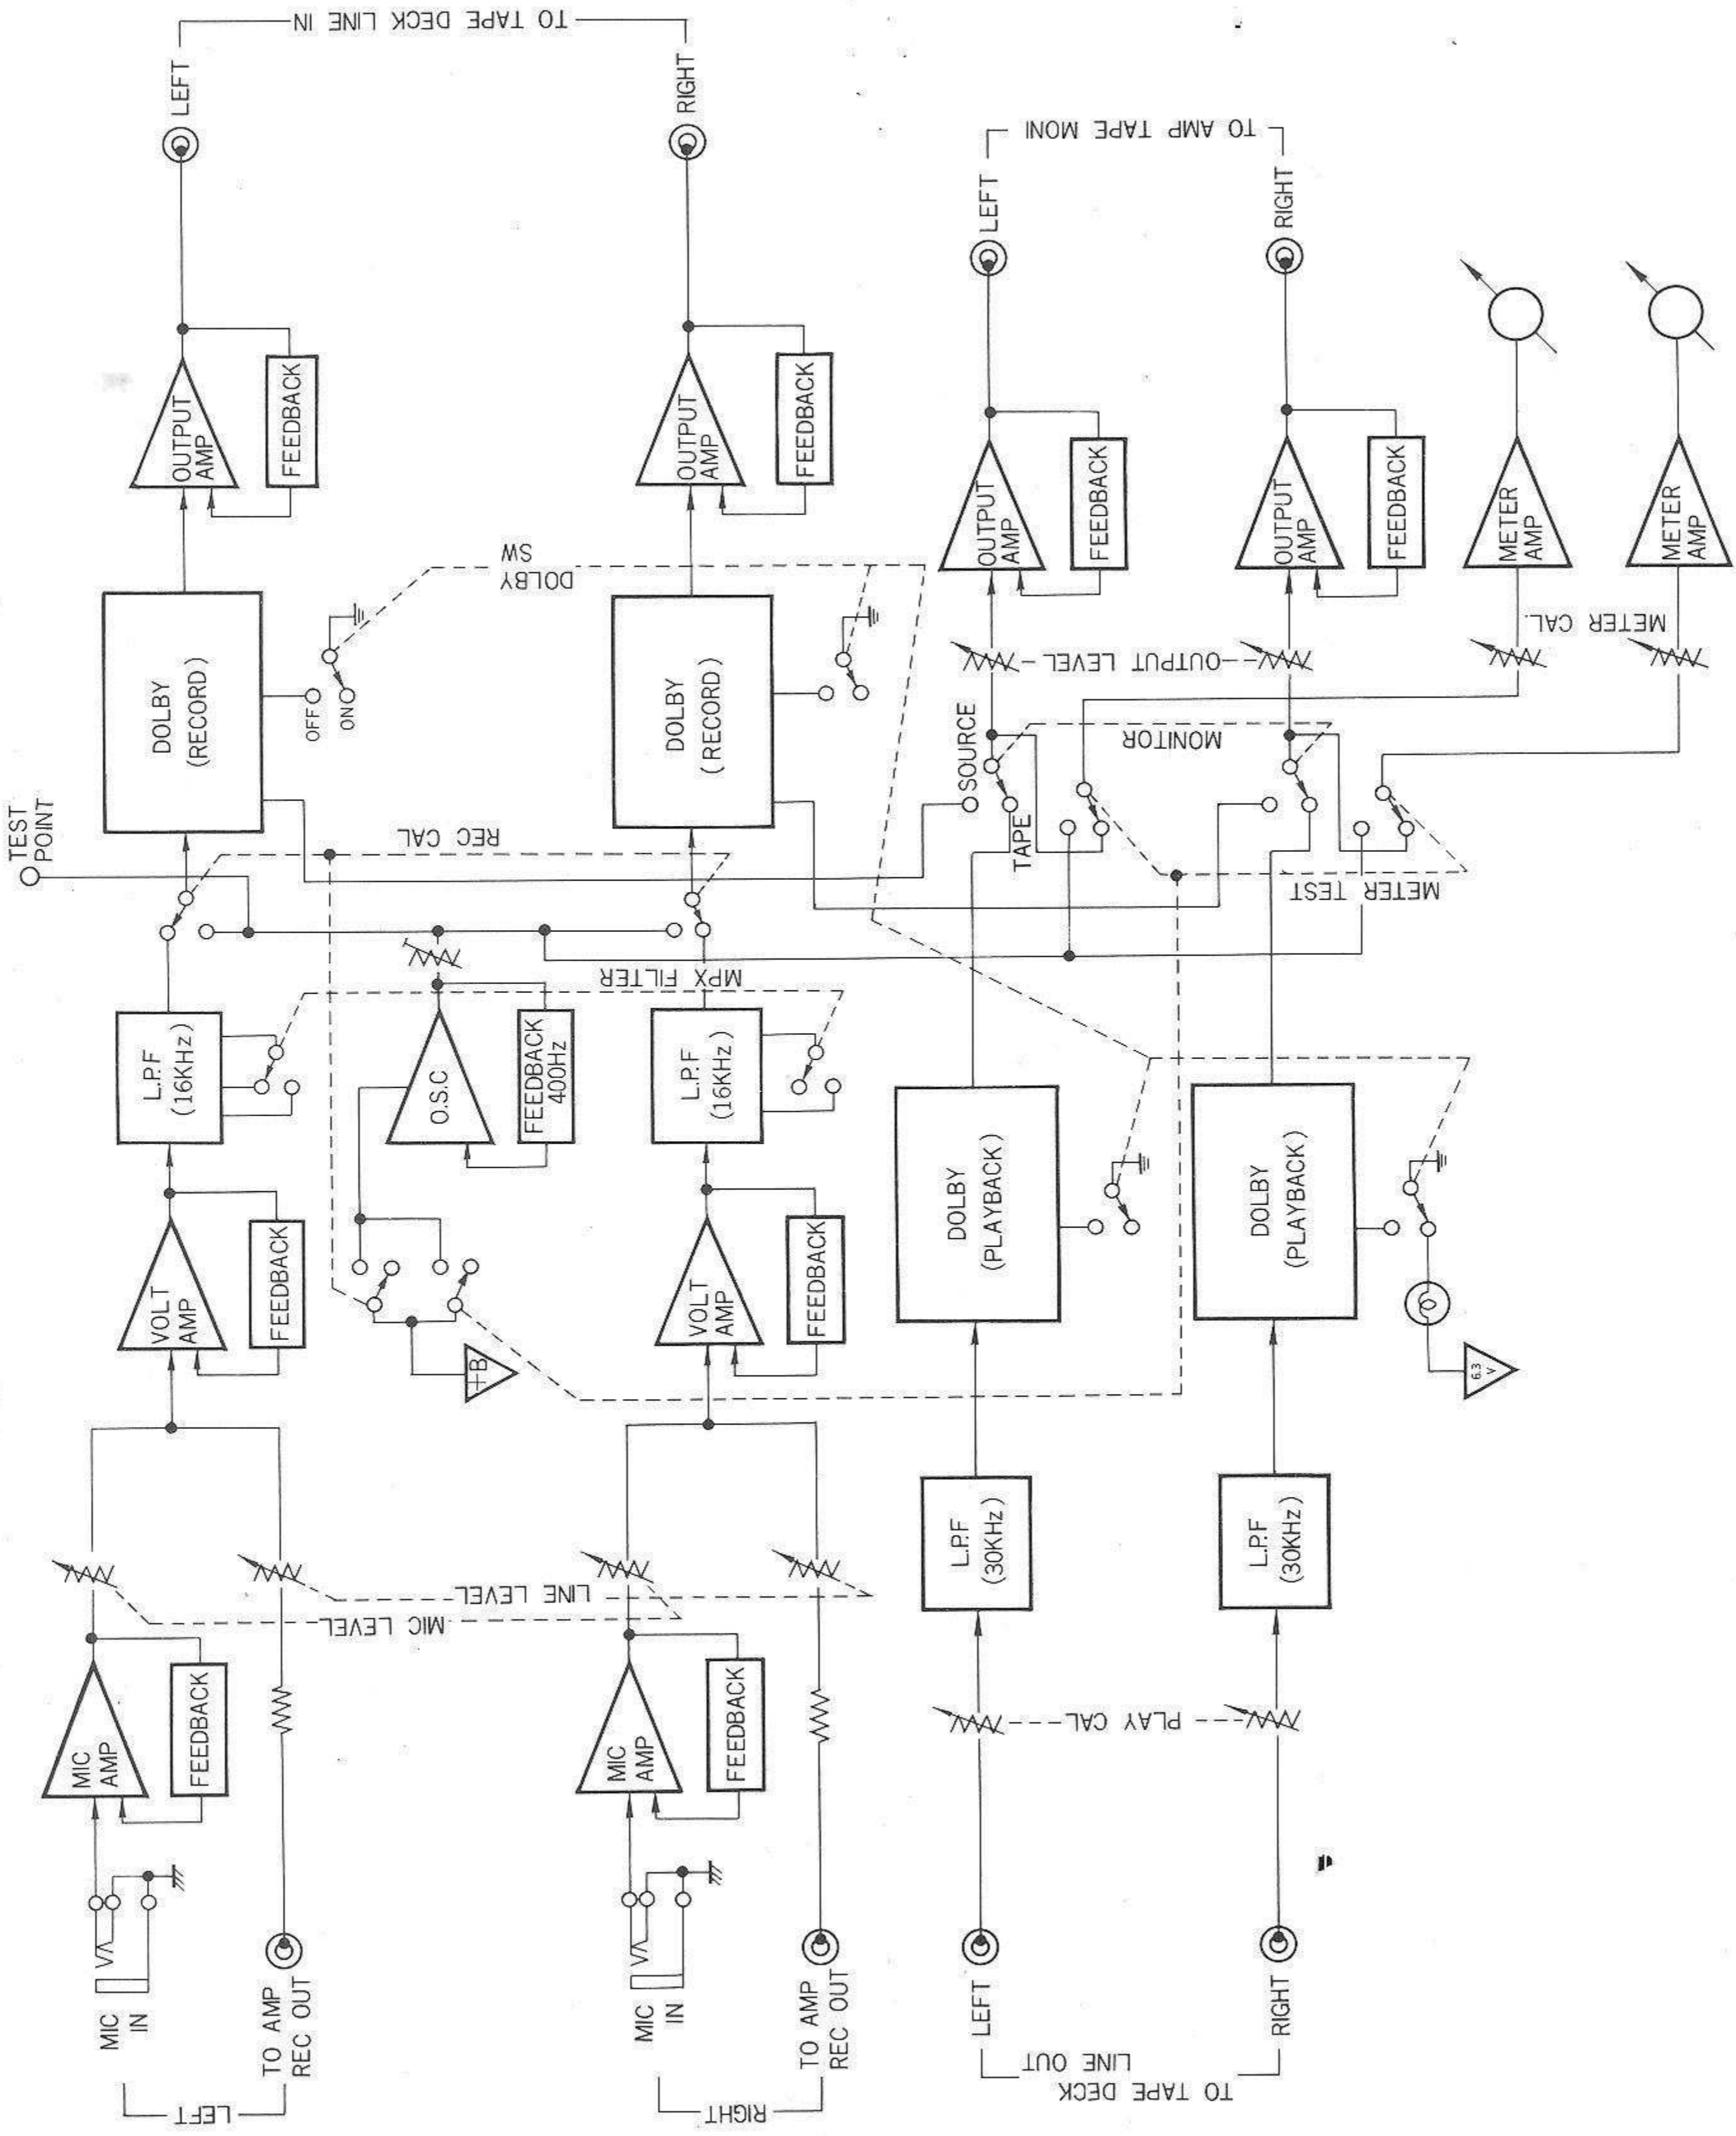 TO TAPE DECK LINE IN
LEFT
RIGHT
OUTPUT
AMP
FEEDBACK
OUTPUT
AMP
FEEDBACK
TO AMP TAPE MONI
LEFT
RIGHT
OUTPUT
AMP
FEEDBACK
OUTPUT
AMP
FEEDBACK
METER
AMP
METER
AMP
DOLBY
SW
DOLBY
(RECORD)
OFF
ON
DOLBY
(RECORD)
OUTPUT LEVEL
METER CAL.
TEST
POINT
REC CAL
SOURCE
TAPE
MONITOR
METER TEST
L.P.F
(16KHz)
MPX FILTER
O.S.C
FEEDBACK
400Hz
L.P.F
(16KHz)
DOLBY
(PLAYBACK)
DOLBY
(PLAYBACK)
VOLT
AMP
FEEDBACK
+B
VOLT
AMP
FEEDBACK
6.3
V
L.P.F
(30KHz)
L.P.F
(30KHz)
LINE LEVEL
MIC LEVEL
MIC
AMP
FEEDBACK
MIC
AMP
FEEDBACK
PLAY CAL
MIC
IN
TO AMP
REC OUT
LEFT
MIC
IN
TO AMP
REC OUT
RIGHT
LEFT
RIGHT
TO TAPE DECK
LINE OUT